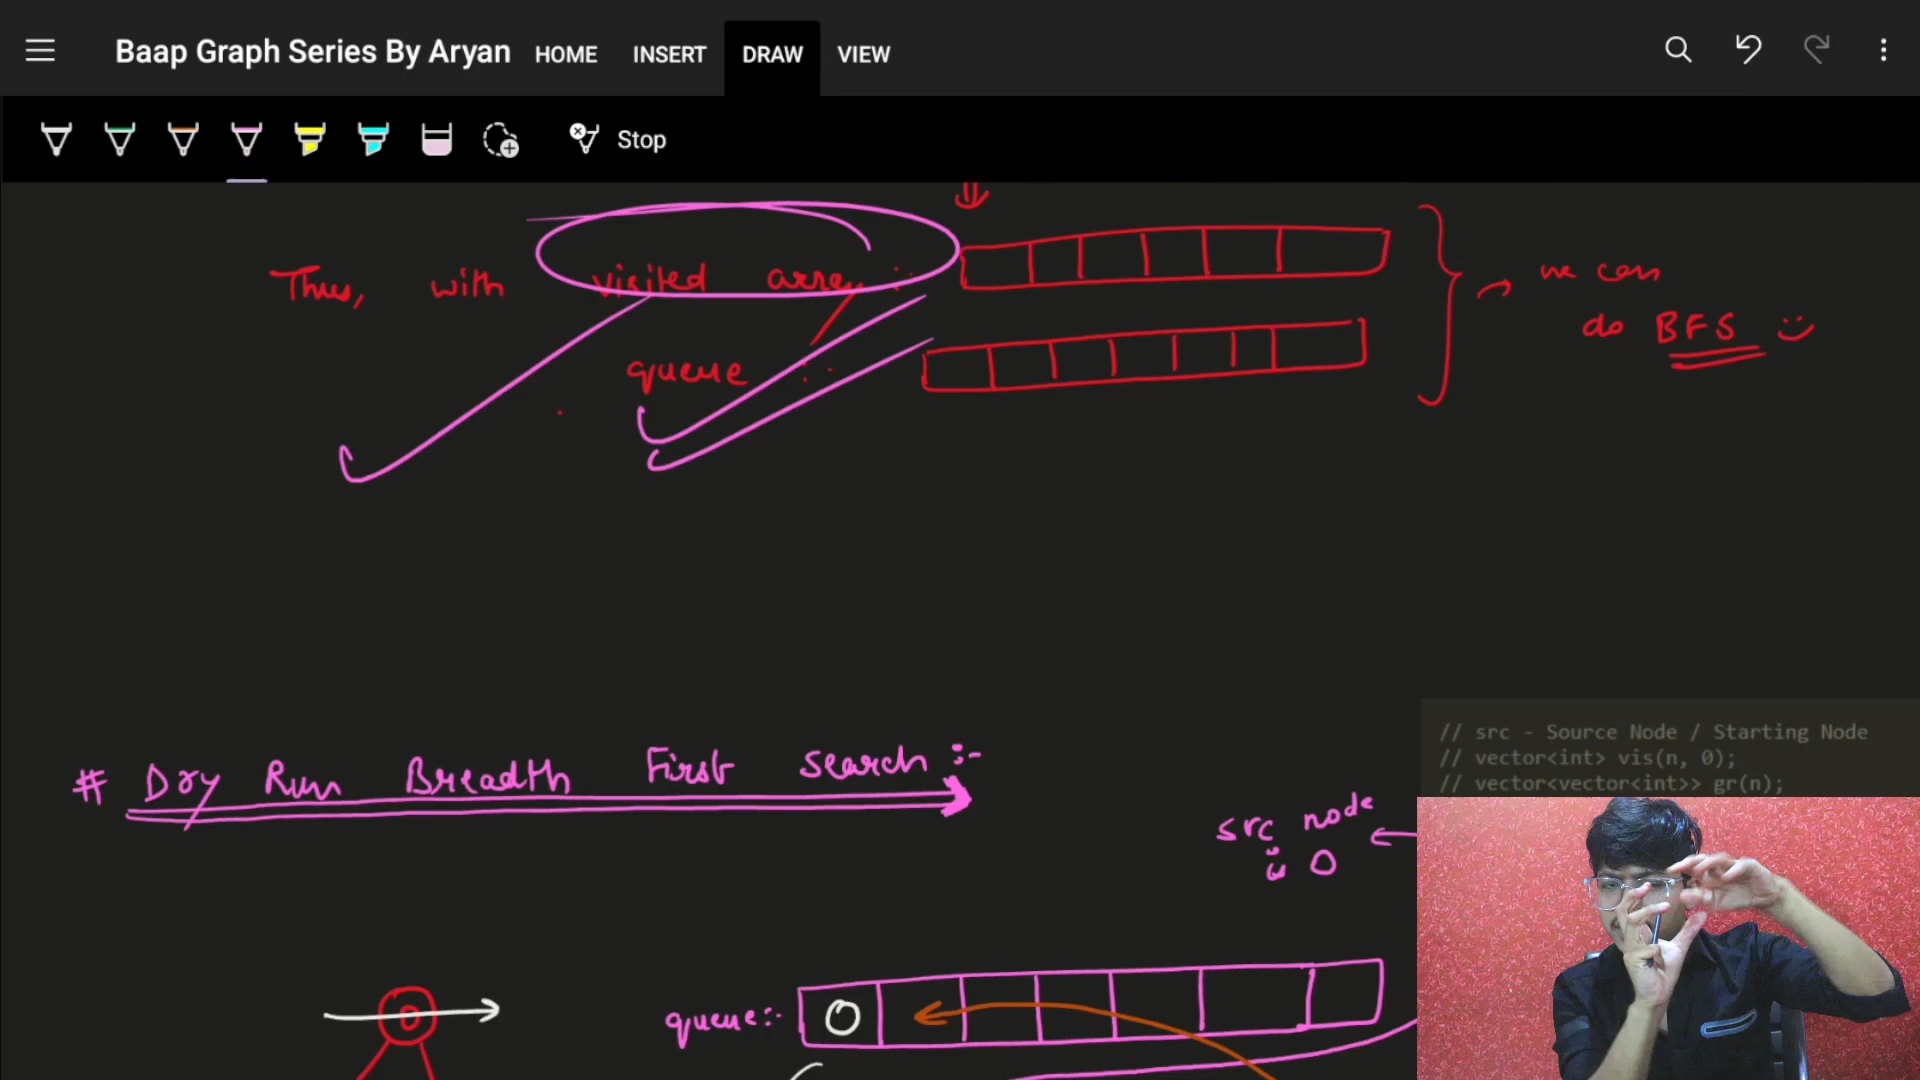 Baap Graph Series By Aryan HOME INSERT DRAW VIEW
Stop
Thus, with visited array :-
queue :-
we can
do BFS
# Dry Run Breadth First Search :-
// src - Source Node / Starting Node
// vector<int> vis(n, 0);
// vector<vector<int>> gr(n);
src node
0
0
queue:- 0